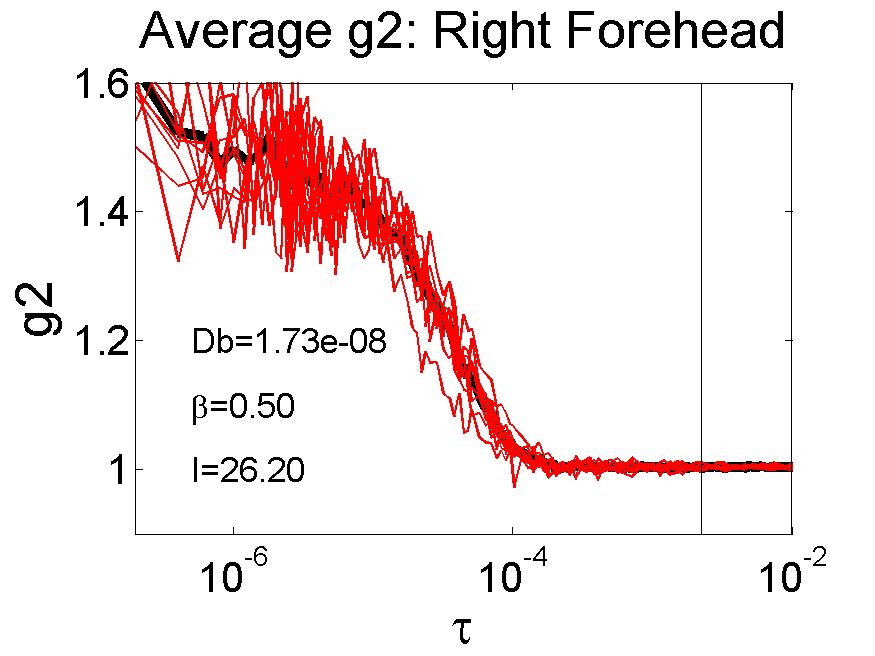 Average g2: Right Forehead
1.6
1.4
1.2
1
g2
Db=1.73e-08
β=0.50
I=26.20
10^-6
10^-4
10^-2
τ